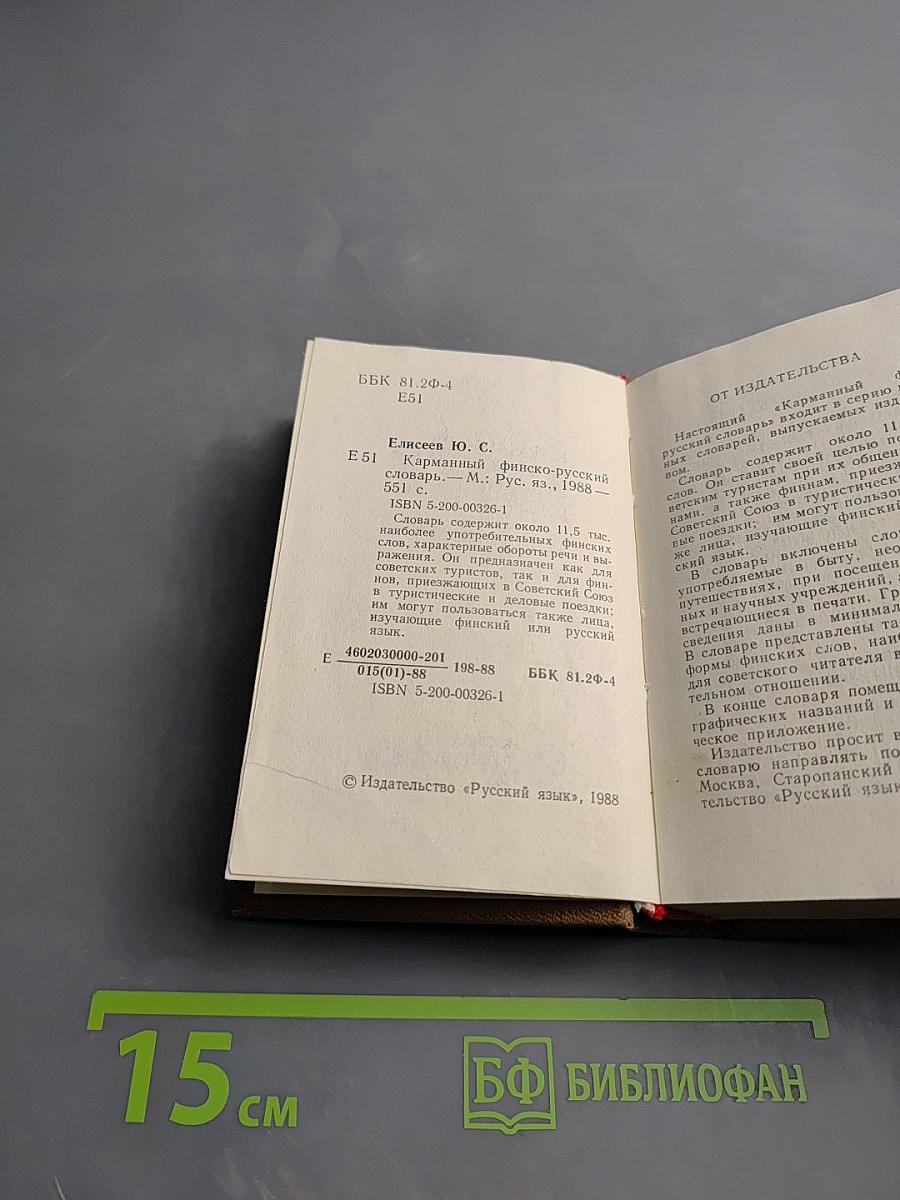 ББК 81.2Ф-4
Е51
Елисеев Ю. С.
Е 51 Карманный финско-русский
словарь.— М.: Рус. яз., 1988 —
551 с.
ISBN 5-200-00326-1
Словарь содержит около 11,5 тыс.
наиболее употребительных финских
слов, характерные обороты речи и вы-
ражения. Он предназначен как для
советских туристов, так и для фин-
нов, приезжающих в Советский Союз
в туристические и деловые поездки;
им могут пользоваться также лица,
изучающие финский или русский
язык.
Е 4602030000-201
015(01)-88
198-88 ББК 81.2Ф-4
ISBN 5-200-00326-1
© Издательство «Русский язык», 1988
ОТ ИЗДАТЕЛЬСТВА
Настоящий «Карманный ф
русский словарь» входит в серию
ных словарей, выпускаемых изд
вом.
Словарь содержит около 11,
слов. Он ставит своей целью по
ветским туристам при их общен
нами, а также финнам, приезж
Советский Союз в туристическ
вые поездки; им могут пользо
же лица, изучающие финский
ский язык.
В словарь включены сло
употребляемые в быту, нео
путешествиях, при посещен
ных и научных учреждений,
встречающиеся в печати. Гр
сведения даны в минимал
В словаре представлены та
формы финских слов, наиб
для советского читателя в
тельном отношении.
В конце словаря помещ
графических названий и
ческое приложение.
Издательство просит в
словарю направлять по
Москва, Старопанский
тельство «Русский язык
15 см
БФ БИБЛИОФАН